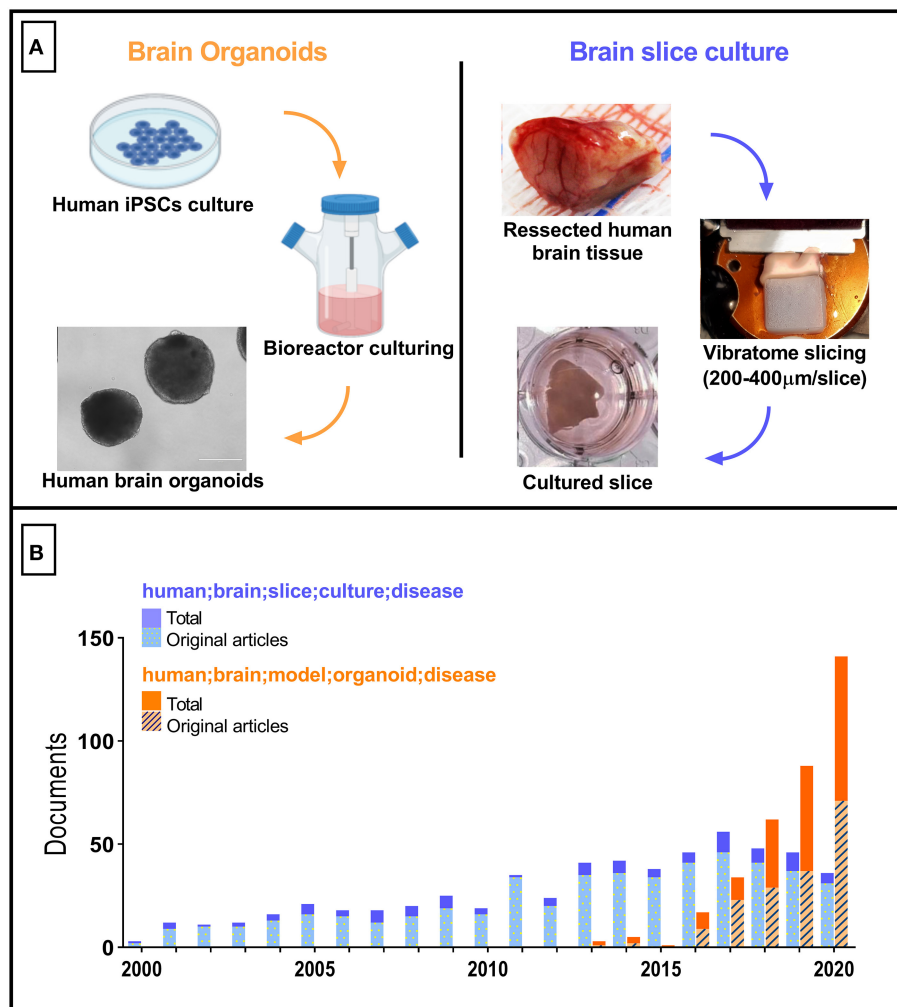 A
Brain Organoids
Human iPSCs culture
Bioreactor culturing
Human brain organoids
Brain slice culture
Ressected human
brain tissue
Vibratome slicing
(200-400μm/slice)
Cultured slice
B
human;brain;slice;culture;disease
Total
Original articles
human;brain;model;organoid;disease
Total
Original articles
Documents
150
100
50
0
2000 2005 2010 2015 2020